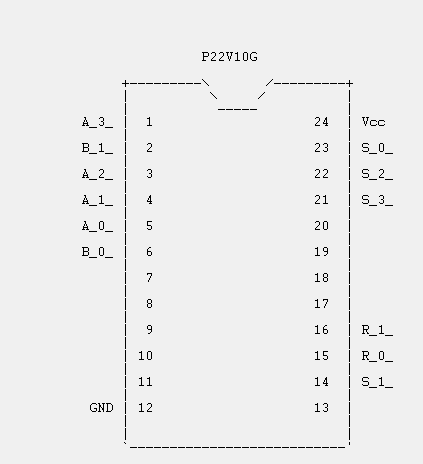 P22V10G
A_3_ 1 24 Vcc
B_1_ 2 23 S_0_
A_2_ 3 22 S_2_
A_1_ 4 21 S_3_
A_0_ 5 20
B_0_ 6 19
7 18
8 17
9 16 R_1_
10 15 R_0_
11 14 S_1_
GND 12 13